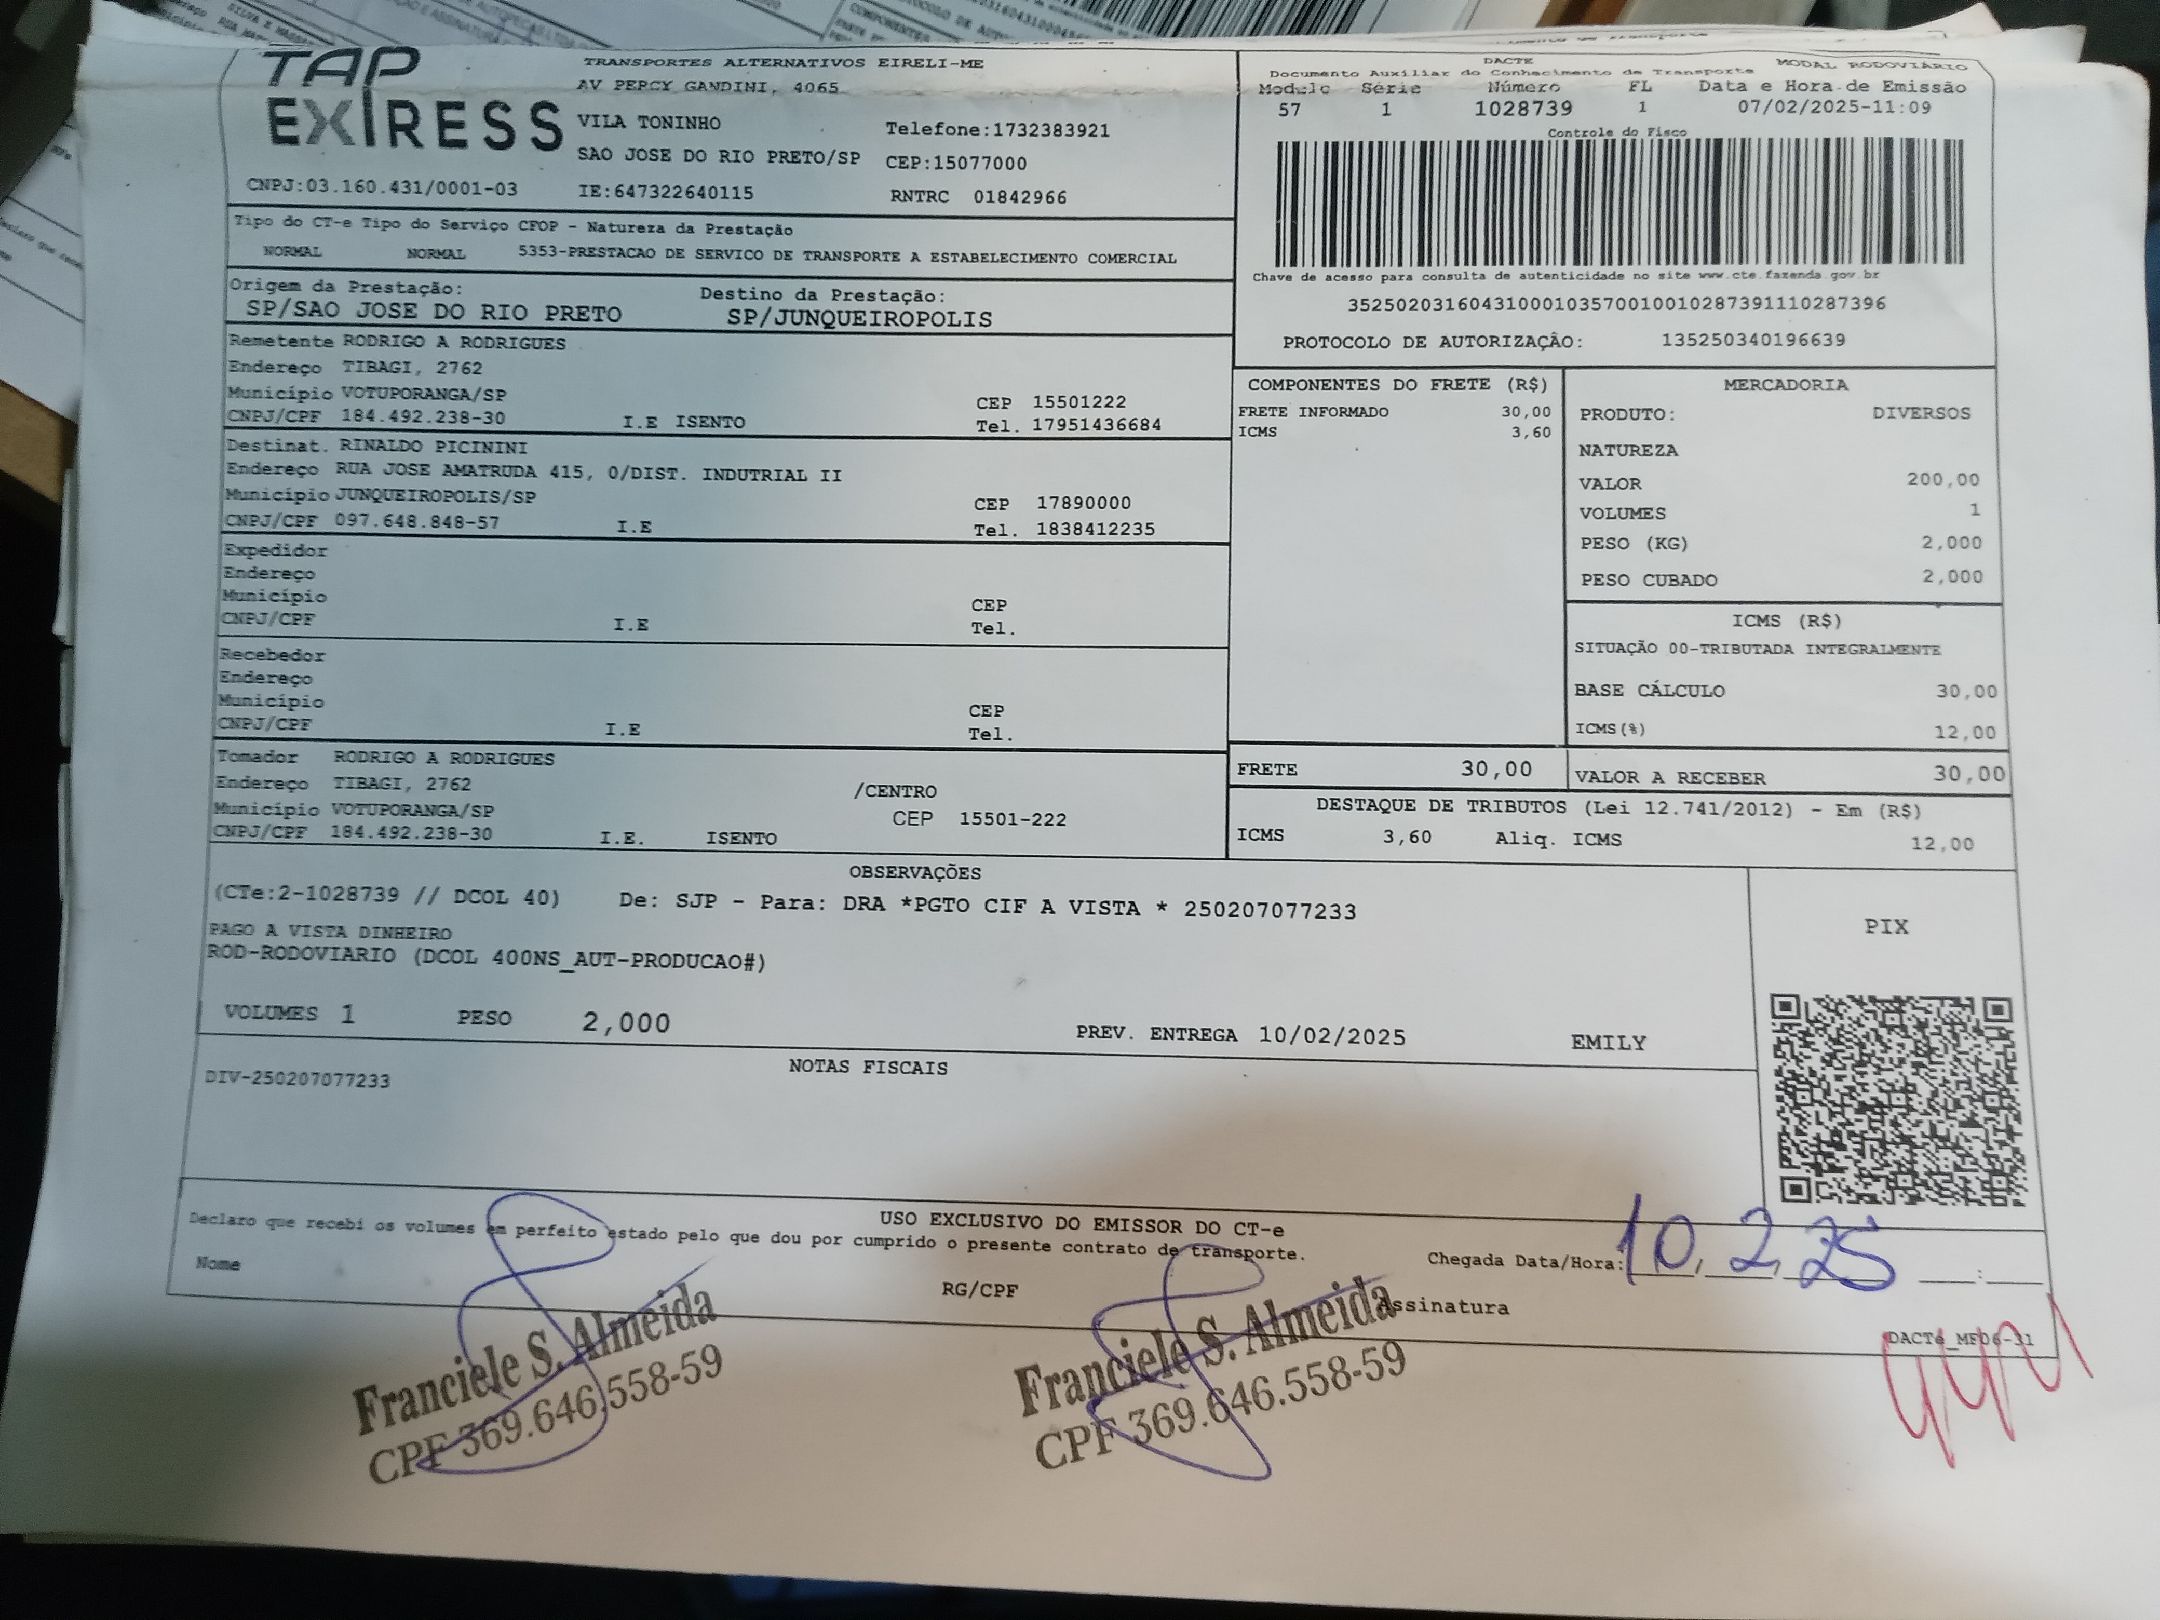 TAP
EXPRESS
TRANSPORTES ALTERNATIVOS EIRELI-ME
AV PERCY GANDINI, 4065
VILA TONINHO
Telefone:1732383921
SAO JOSE DO RIO PRETO/SP CEP:15077000
CNPJ:03.160.431/0001-03 IE:647322640115 RNTRC 01842966
DACTE MODAL RODOVIÁRIO
Documento Auxiliar do Conhecimento de Transporte
Modelo Série Número FL Data e Hora de Emissão
57 1 1028739 1 07/02/2025-11:09
Controle do Fisco
Chave de acesso para consulta de autenticidade no site www.cte.fazenda.gov.br
35250203160431000103570010010287391110287396
PROTOCOLO DE AUTORIZAÇÃO: 135250340196639
Tipo do CT-e Tipo do Serviço CFOP - Natureza da Prestação
NORMAL NORMAL 5353-PRESTACAO DE SERVICO DE TRANSPORTE A ESTABELECIMENTO COMERCIAL
Origem da Prestação: Destino da Prestação:
SP/SAO JOSE DO RIO PRETO SP/JUNQUEIROPOLIS
Remetente RODRIGO A RODRIGUES
Endereço TIBAGI, 2762
Município VOTUPORANGA/SP CEP 15501222
CNPJ/CPF 184.492.238-30 I.E ISENTO Tel. 17951436684
Destinat. RINALDO PICININI
Endereço RUA JOSE AMATRUDA 415, 0/DIST. INDUTRIAL II
Município JUNQUEIROPOLIS/SP CEP 17890000
CNPJ/CPF 097.648.848-57 I.E Tel. 1838412235
Expedidor
Endereço
Município CEP
CNPJ/CPF I.E Tel.
Recebedor
Endereço
Município CEP
CNPJ/CPF I.E Tel.
Tomador RODRIGO A RODRIGUES
Endereço TIBAGI, 2762 /CENTRO
Município VOTUPORANGA/SP CEP 15501-222
CNPJ/CPF 184.492.238-30 I.E. ISENTO
COMPONENTES DO FRETE (R$)
FRETE INFORMADO 30,00
ICMS 3,60
MERCADORIA
PRODUTO: DIVERSOS
NATUREZA
VALOR 200,00
VOLUMES 1
PESO (KG) 2,000
PESO CUBADO 2,000
ICMS (R$)
SITUAÇÃO 00-TRIBUTADA INTEGRALMENTE
BASE CÁLCULO 30,00
ICMS(%) 12,00
FRETE 30,00 VALOR A RECEBER 30,00
DESTAQUE DE TRIBUTOS (Lei 12.741/2012) - Em (R$)
ICMS 3,60 Aliq. ICMS 12,00
OBSERVAÇÕES
(CTe:2-1028739 // DCOL 40) De: SJP - Para: DRA *PGTO CIF A VISTA * 250207077233
PAGO A VISTA DINHEIRO
ROD-RODOVIARIO (DCOL 400NS_AUT-PRODUCAO#)
VOLUMES 1 PESO 2,000 PREV. ENTREGA 10/02/2025 EMILY
PIX
NOTAS FISCAIS
DIV-250207077233
USO EXCLUSIVO DO EMISSOR DO CT-e
Declaro que recebi os volumes em perfeito estado pelo que dou por cumprido o presente contrato de transporte.
Chegada Data/Hora: 10, 2, 25 :
Nome RG/CPF Assinatura
DACTe_MF06-31
Franciele S. Almeida
CPF 369.646.558-59
Franciele S. Almeida
CPF 369.646.558-59